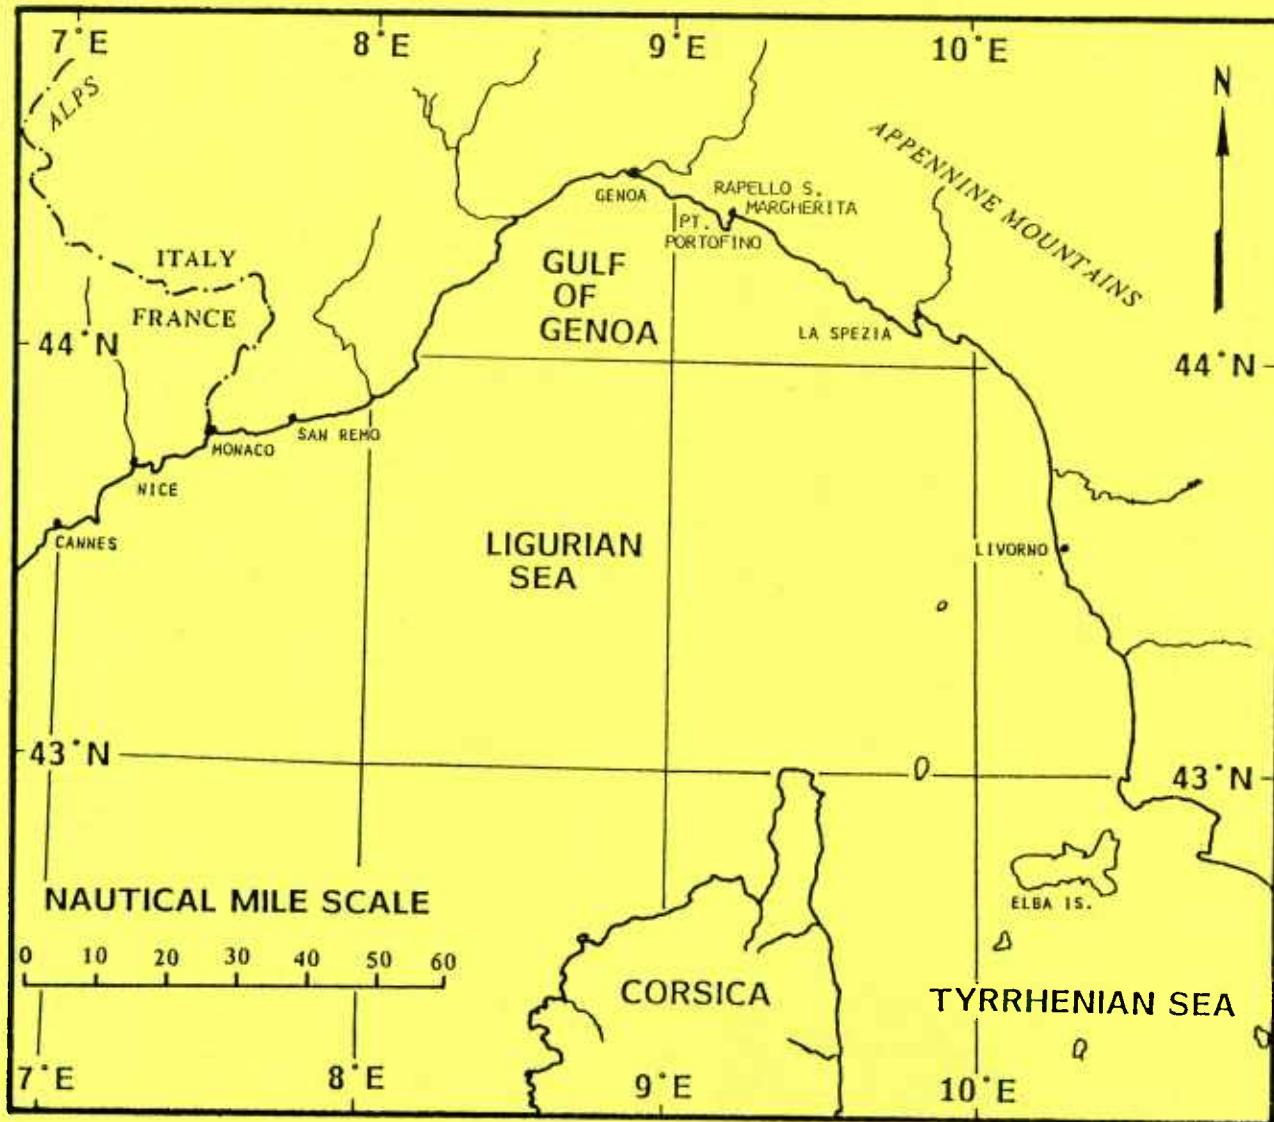 7°E 8°E 9°E 10°E
N
ALPS
APPENNINE MOUNTAINS
GENOA
RAPELLO S.
MARGHERITA
PT.
PORTOFINO
ITALY
FRANCE
GULF
OF
GENOA
LA SPEZIA
44°N
44°N
SAN REMO
MONACO
NICE
CANNES
LIGURIAN
SEA
LIVORNO
43°N
43°N
NAUTICAL MILE SCALE
0 10 20 30 40 50 60
ELBA IS.
CORSICA
TYRRHENIAN SEA
7°E 8°E 9°E 10°E